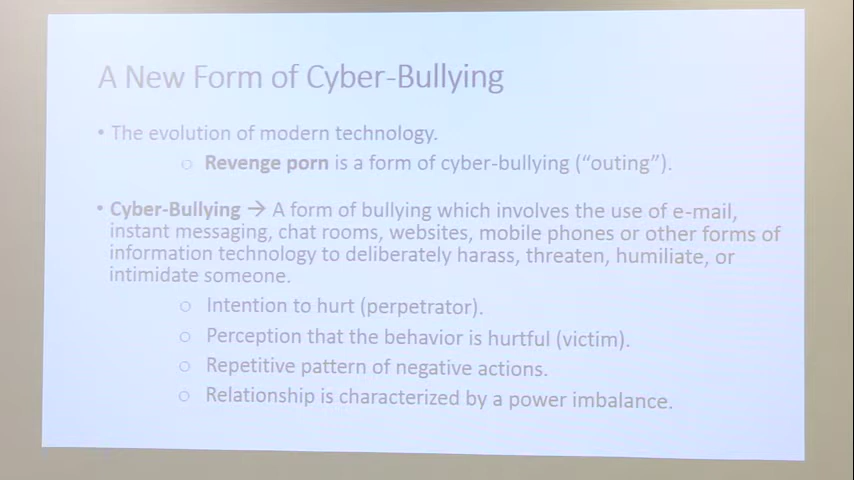 A New Form of Cyber-Bullying
• The evolution of modern technology.
○ Revenge porn is a form of cyber-bullying (“outing”).
• Cyber-Bullying → A form of bullying which involves the use of e-mail,
instant messaging, chat rooms, websites, mobile phones or other forms of
information technology to deliberately harass, threaten, humiliate, or
intimidate someone.
○ Intention to hurt (perpetrator).
○ Perception that the behavior is hurtful (victim).
○ Repetitive pattern of negative actions.
○ Relationship is characterized by a power imbalance.